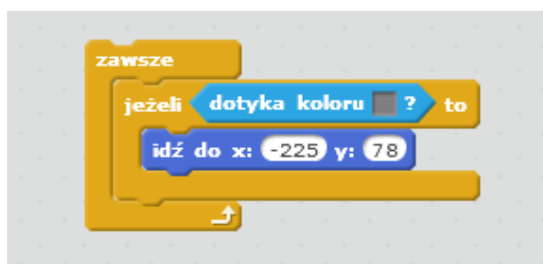 zawsze
jeżeli dotyka koloru ? to
idź do x: -225 y: 78